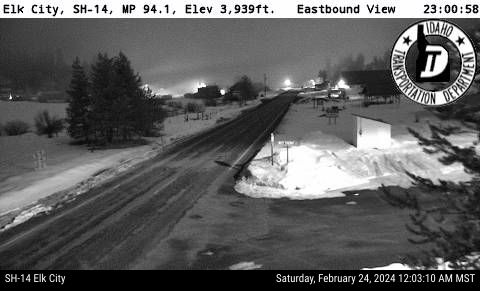 Elk City, SH-14, MP 94.1, Elev 3,939ft. Eastbound View 23:00:58
IDAHO
TRANSPORTATION DEPARTMENT
SH-14 Elk City Saturday, February 24, 2024 12:03:10 AM MST